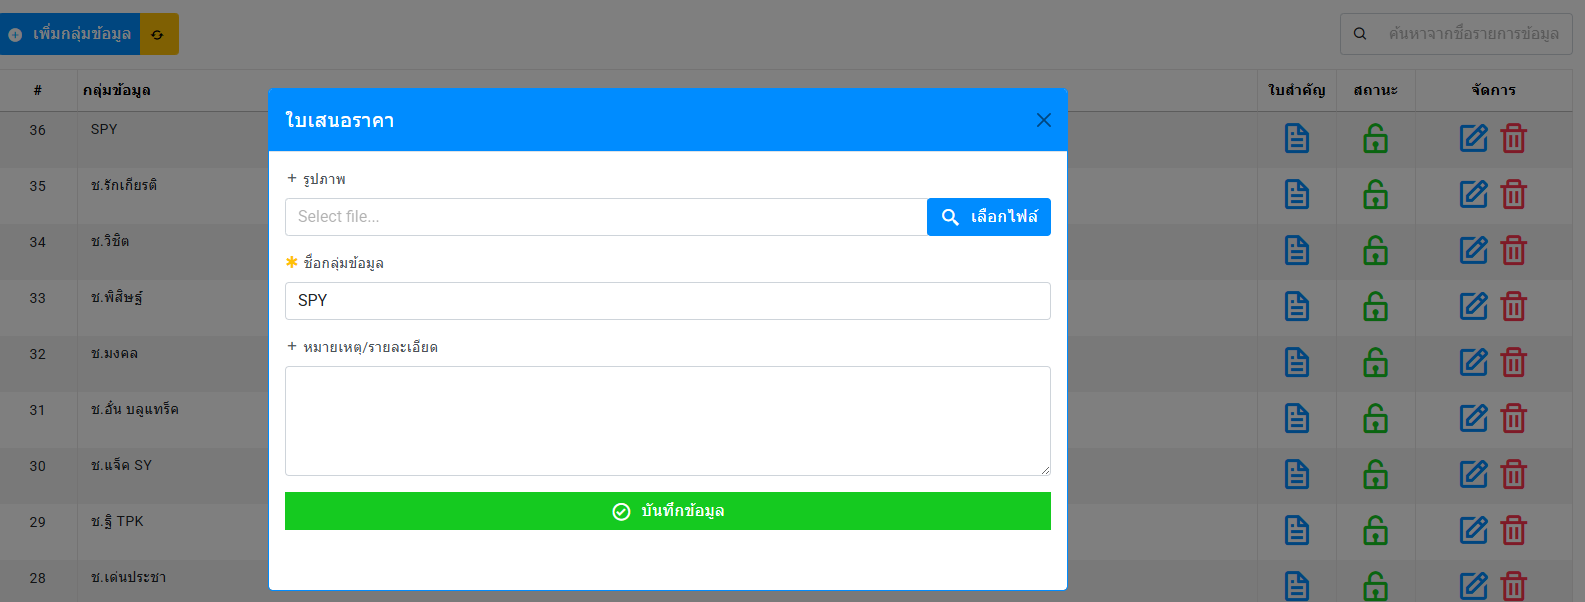 เพิ่มกลุ่มข้อมูล
ค้นหาจากชื่อรายการข้อมูล
# กลุ่มข้อมูล ใบสำคัญ สถานะ จัดการ
ใบเสนอราคา
36 SPY
+ รูปภาพ
35 ช.รักเกียรติ
Select file... เลือกไฟล์
34 ช.วิชิต
* ชื่อกลุ่มข้อมูล
33 ช.พิสิษฐ์
SPY
32 ช.มงคล
+ หมายเหตุ/รายละเอียด
31 ช.อั๋น บลูแทร็ค
30 ช.แจ็ค SY
29 ช.ฐิ TPK
บันทึกข้อมูล
28 ช.เด่นประชา